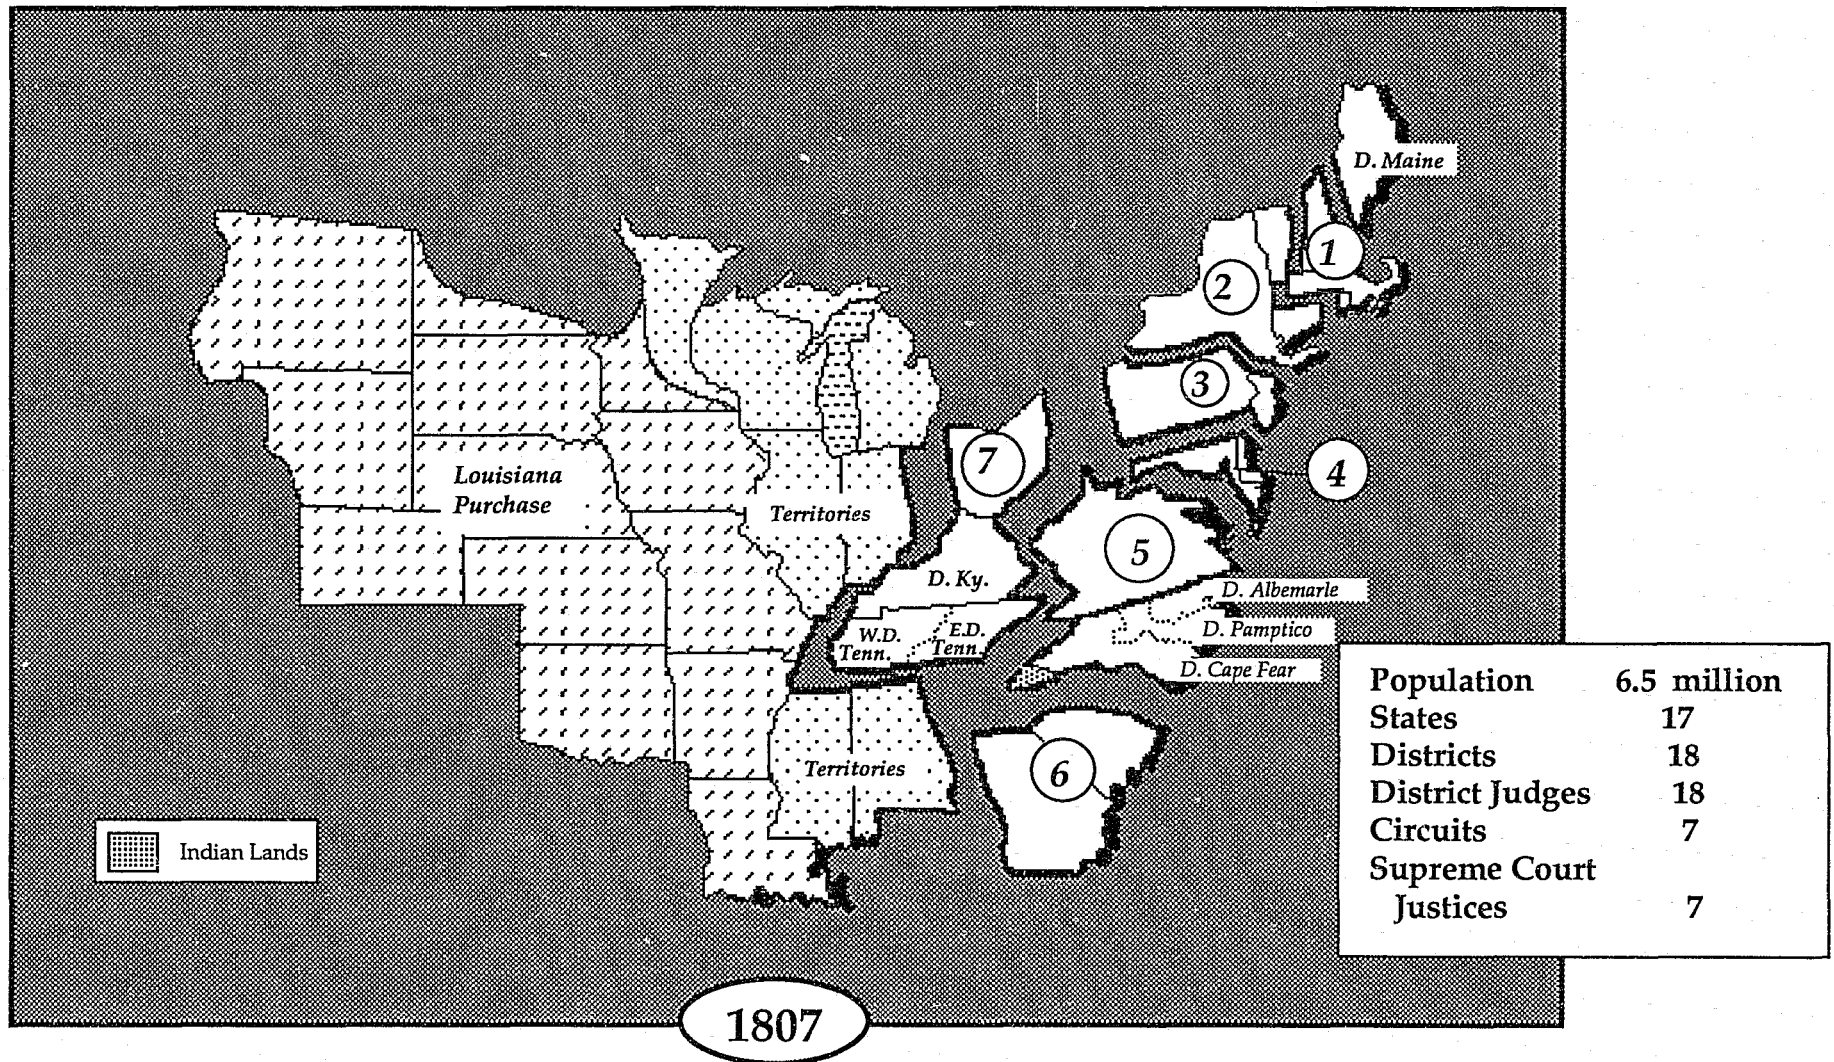 D. Maine
1
2
3
7
4
Louisiana
Purchase
Territories
5
D. Ky.
D. Albemarle
W.D.
Tenn.
E.D.
Tenn.
D. Pamptico
D. Cape Fear
Territories
6
Indian Lands
Population 6.5 million
States 17
Districts 18
District Judges 18
Circuits 7
Supreme Court
Justices 7
1807